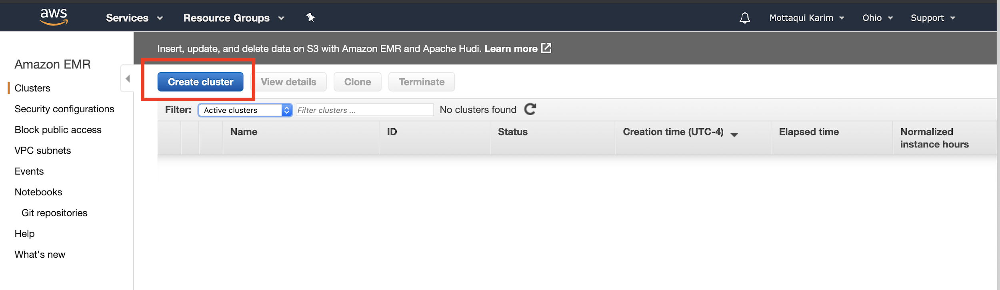 aws Services Resource Groups Mottaqui Karim Ohio Support
Insert, update, and delete data on S3 with Amazon EMR and Apache Hudi. Learn more
Amazon EMR
Clusters
Security configurations
Block public access
VPC subnets
Events
Notebooks
Git repositories
Help
What's new
Create cluster View details Clone Terminate
Filter: Active clusters Filter clusters ... No clusters found
Name ID Status Creation time (UTC-4) Elapsed time Normalized
instance hours